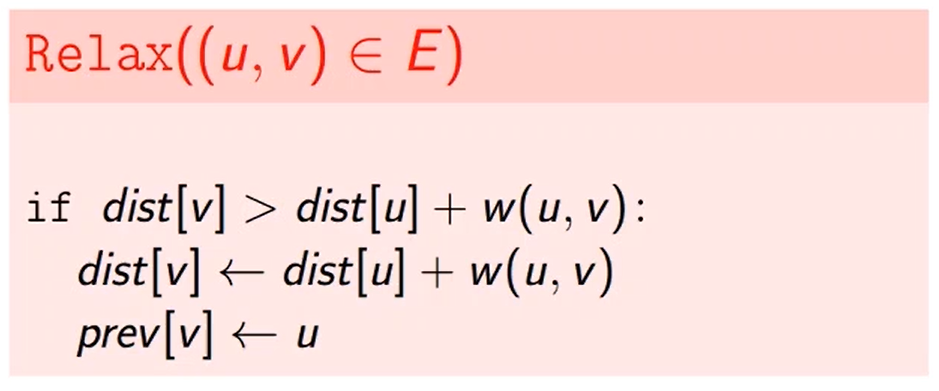 Relax((u, v) ∈ E)
if dist[v] > dist[u] + w(u, v):
dist[v] ← dist[u] + w(u, v)
prev[v] ← u